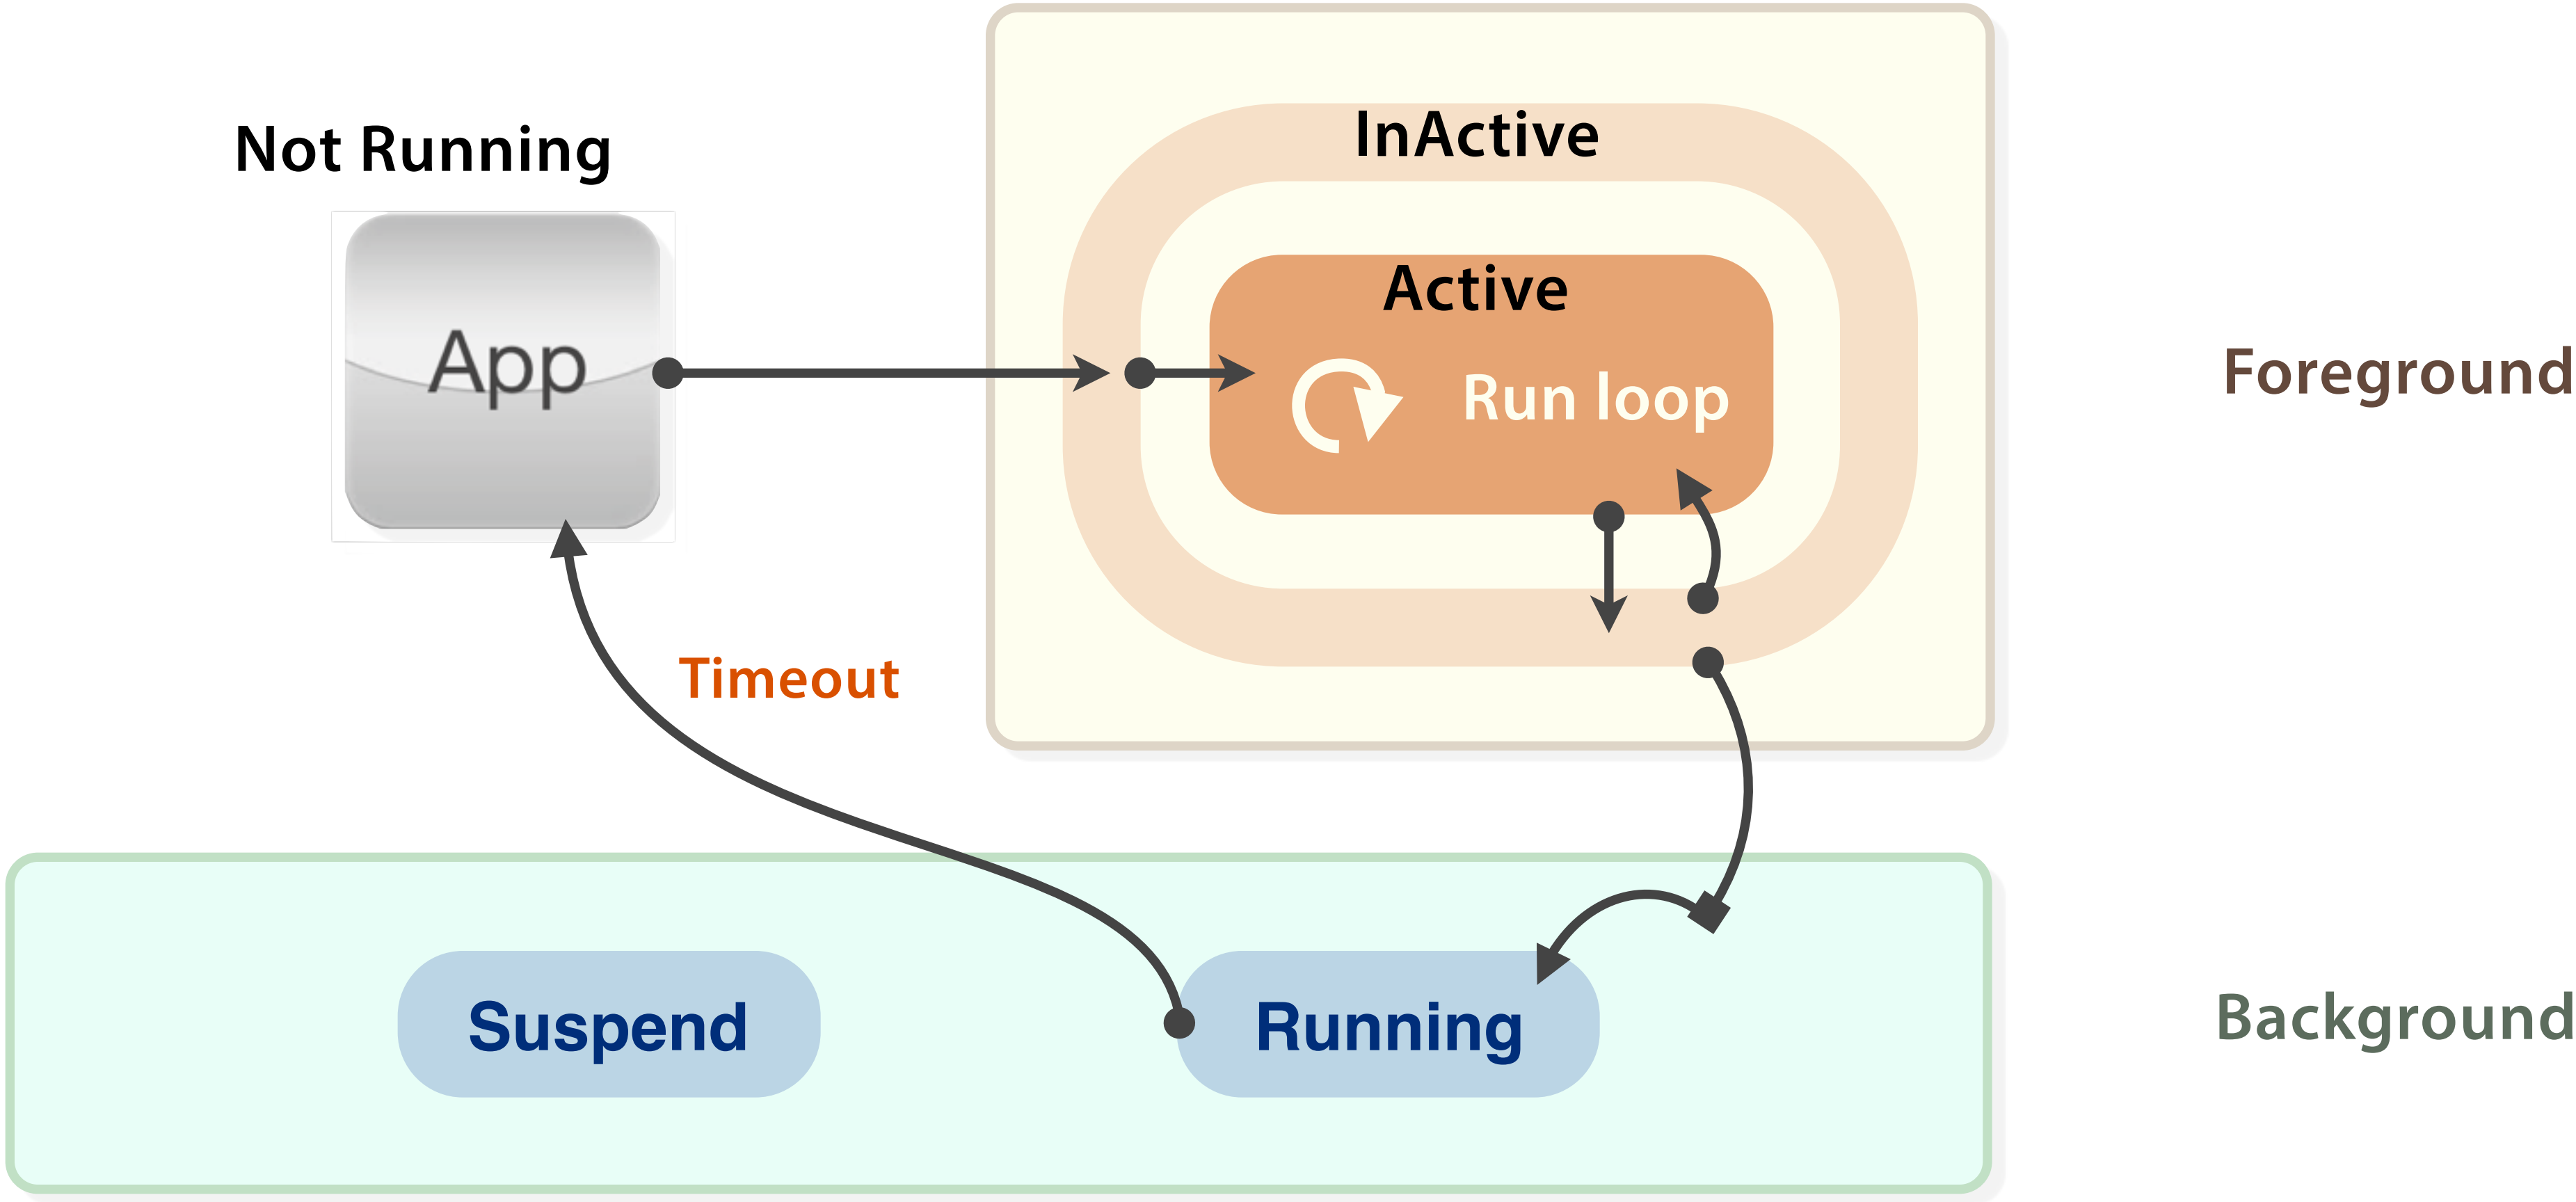 Not Running
App
InActive
Active
Run loop
Foreground
Timeout
Suspend
Running
Background